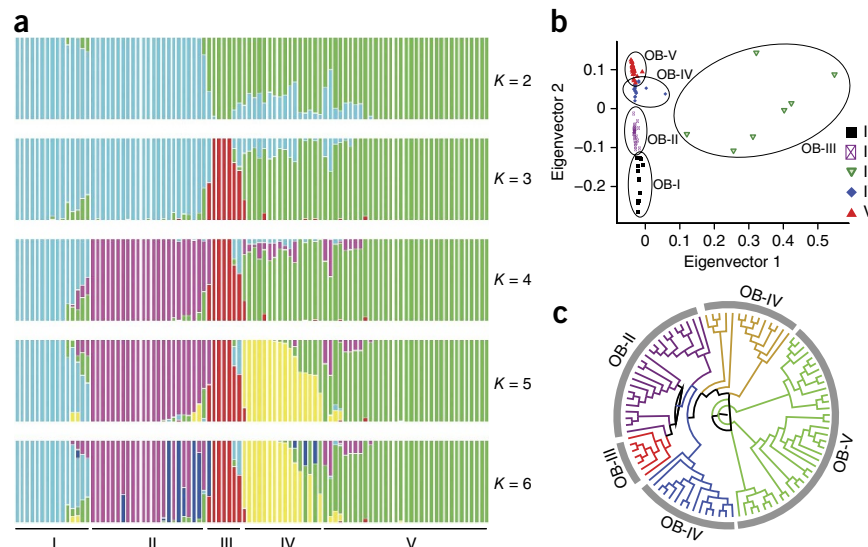 a
K = 2
K = 3
K = 4
K = 5
K = 6
I II III IV V
b
Eigenvector 2
0.1
0
−0.1
−0.2
0 0.1 0.2 0.3 0.4 0.5
Eigenvector 1
OB-V
OB-IV
OB-II
OB-I
OB-III
I
I
I
I
V
c
OB-IV
OB-II
OB-V
OB-III
OB-IV